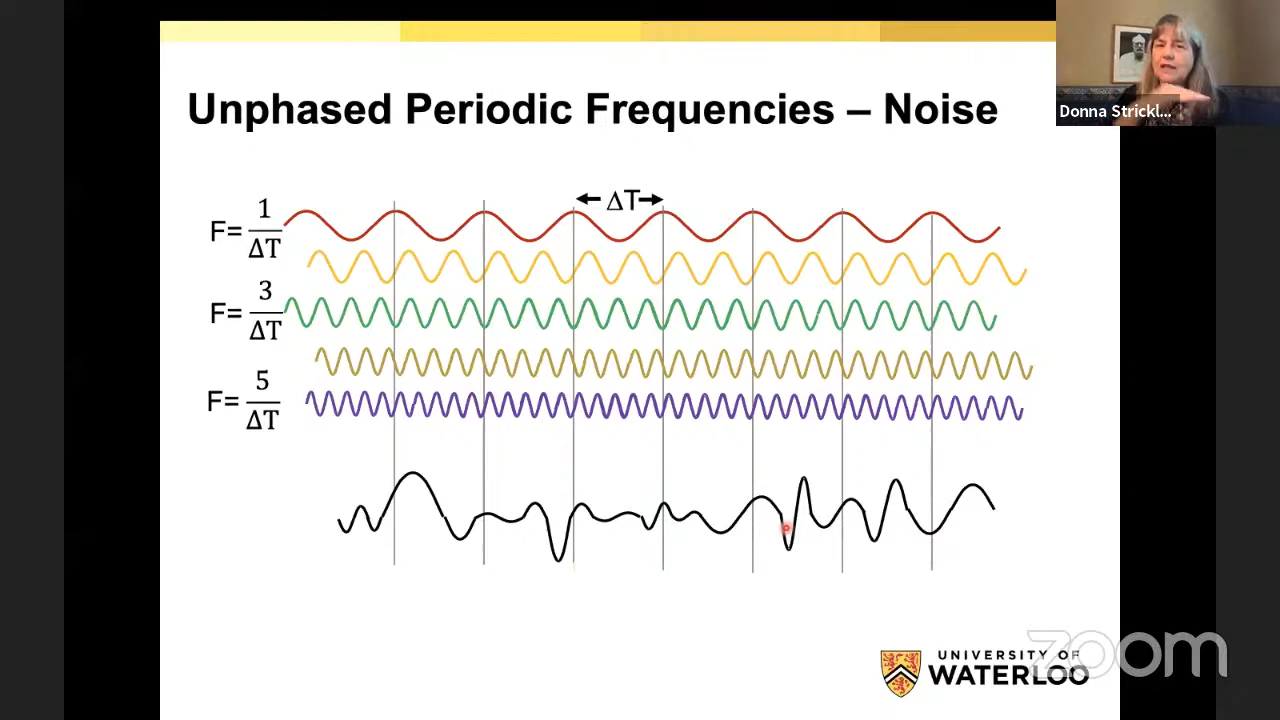 Unphased Periodic Frequencies – Noise
Donna Strickl...
ΔT
F= 1/ΔT
F= 3/ΔT
F= 5/ΔT
UNIVERSITY OF
WATERLOO
zoom